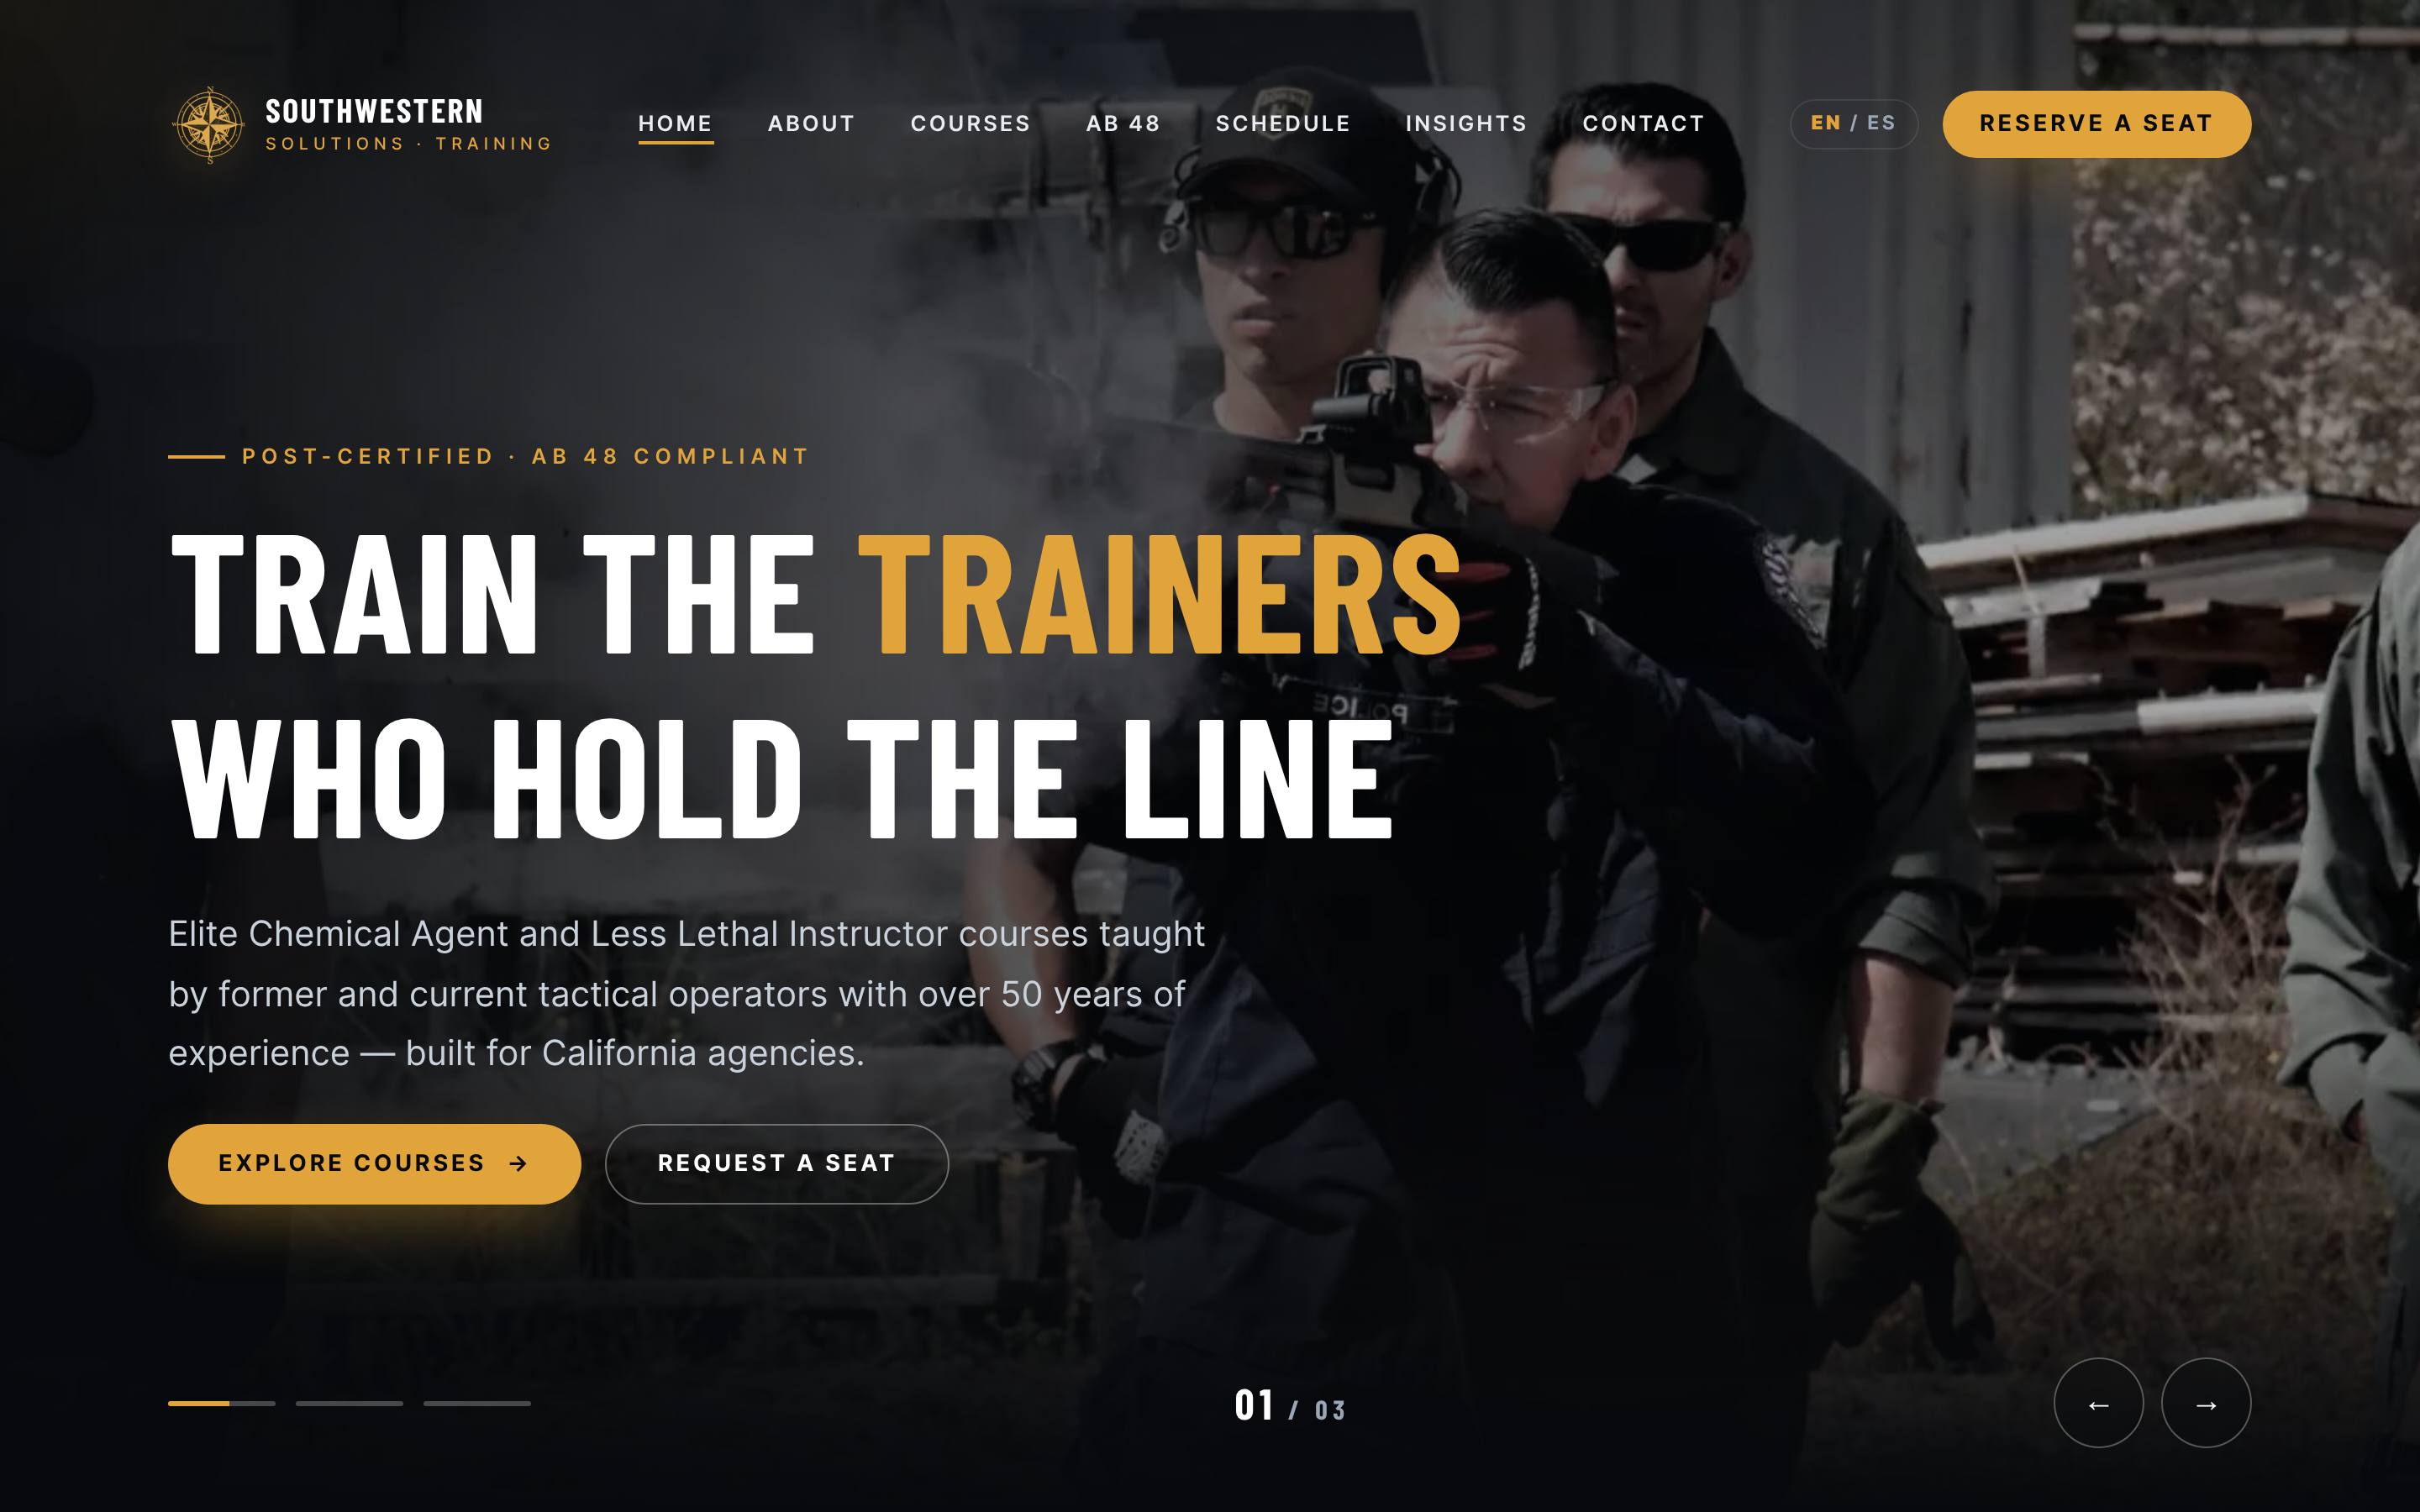 SOUTHWESTERN
SOLUTIONS · TRAINING
HOME ABOUT COURSES AB 48 SCHEDULE INSIGHTS CONTACT
EN / ES
RESERVE A SEAT
POST-CERTIFIED · AB 48 COMPLIANT
TRAIN THE TRAINERS
WHO HOLD THE LINE
POLICE
Elite Chemical Agent and Less Lethal Instructor courses taught
by former and current tactical operators with over 50 years of
experience — built for California agencies.
EXPLORE COURSES →
REQUEST A SEAT
01 / 03
← →